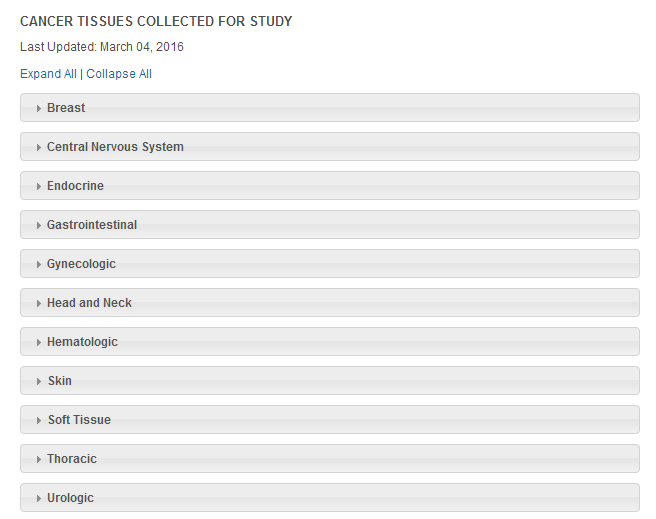 CANCER TISSUES COLLECTED FOR STUDY
Last Updated: March 04, 2016
Expand All | Collapse All
Breast
Central Nervous System
Endocrine
Gastrointestinal
Gynecologic
Head and Neck
Hematologic
Skin
Soft Tissue
Thoracic
Urologic